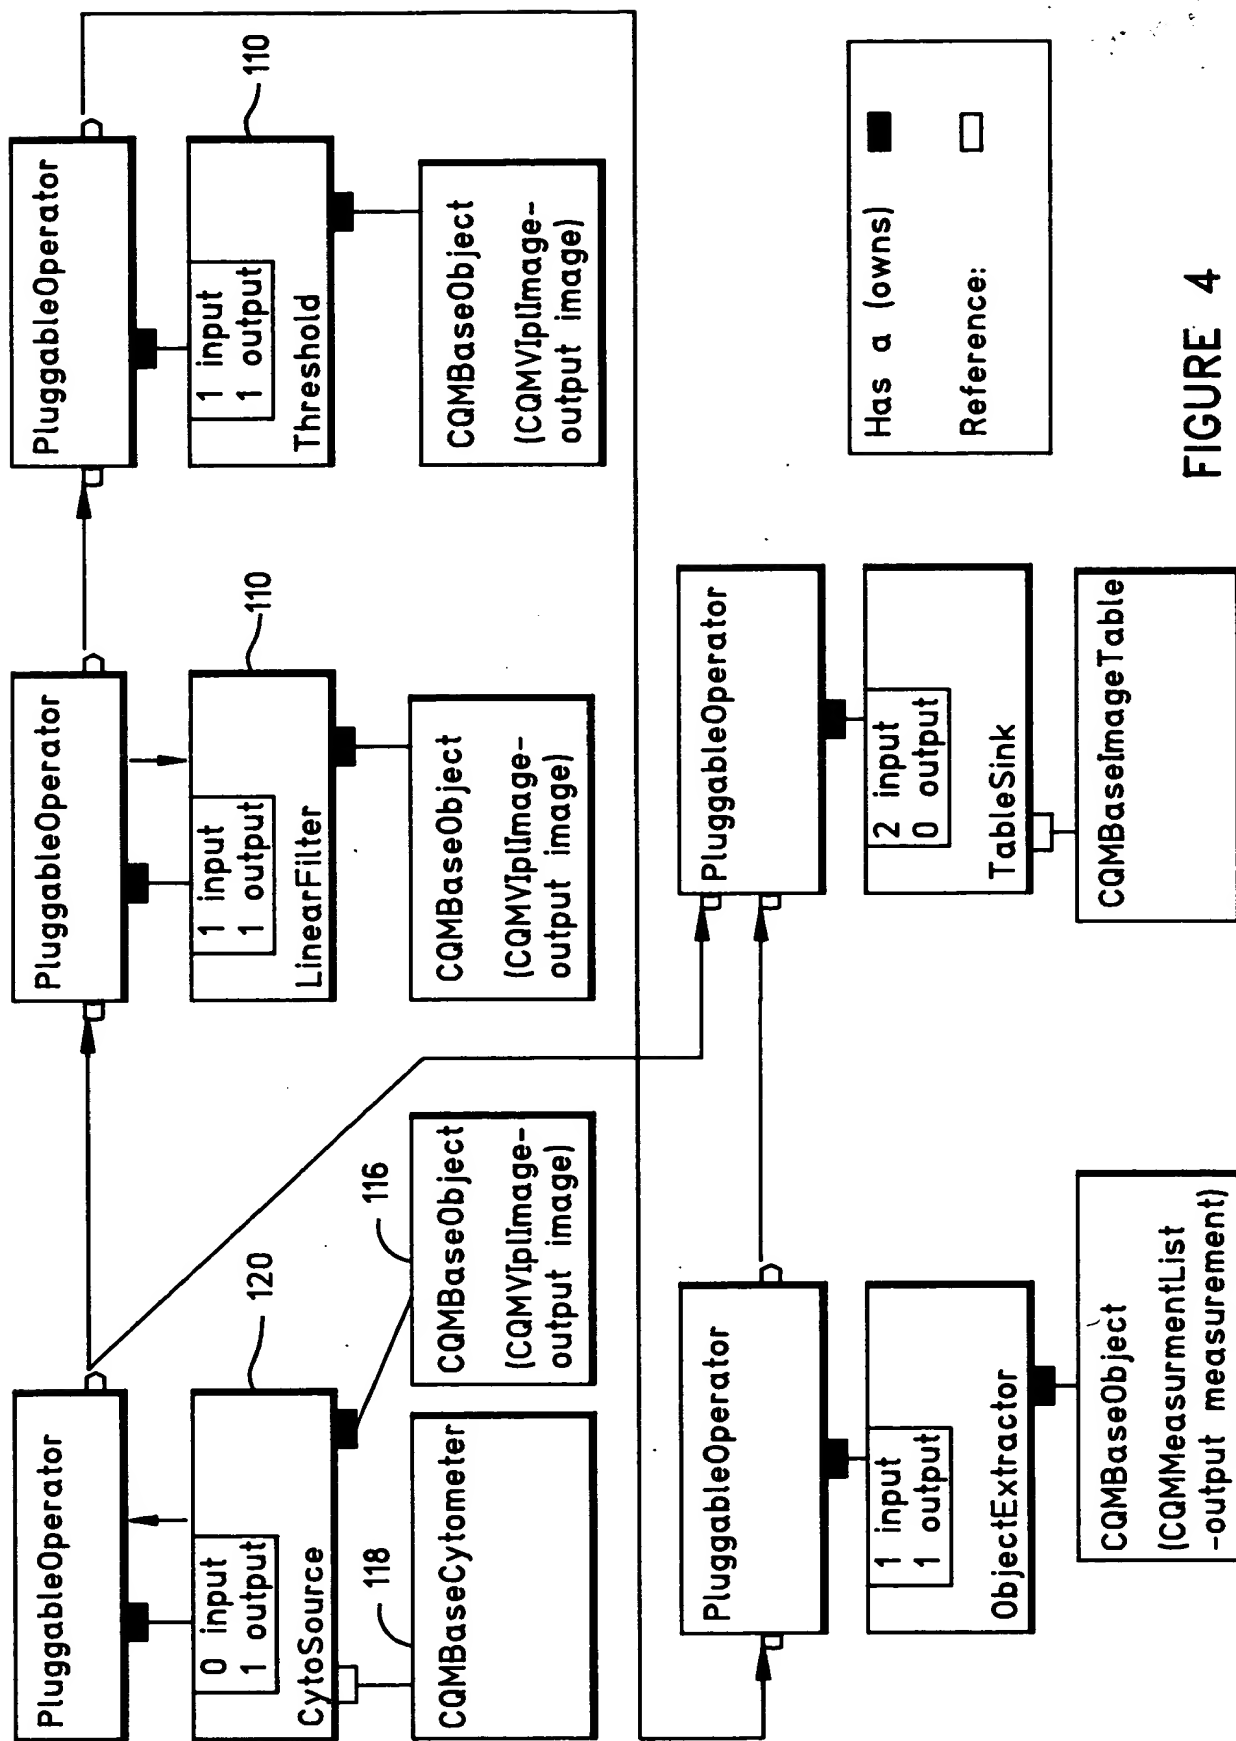 PluggableOperator
0 input
1 output
CytoSource
120
118
CQMBaseCytometer
116
CQMBaseObject
(CQMVIplImage-
output image)
PluggableOperator
1 input
1 output
LinearFilter
110
CQMBaseObject
(CQMVIplImage-
output image)
PluggableOperator
1 input
1 output
Threshold
110
CQMBaseObject
(CQMVIplImage-
output image)
PluggableOperator
1 input
1 output
ObjectExtractor
CQMBaseObject
(CQMMeasurmentList
-output measurement)
PluggableOperator
2 input
0 output
TableSink
CQMBaseImageTable
Has a (owns)
Reference:
FIGURE 4